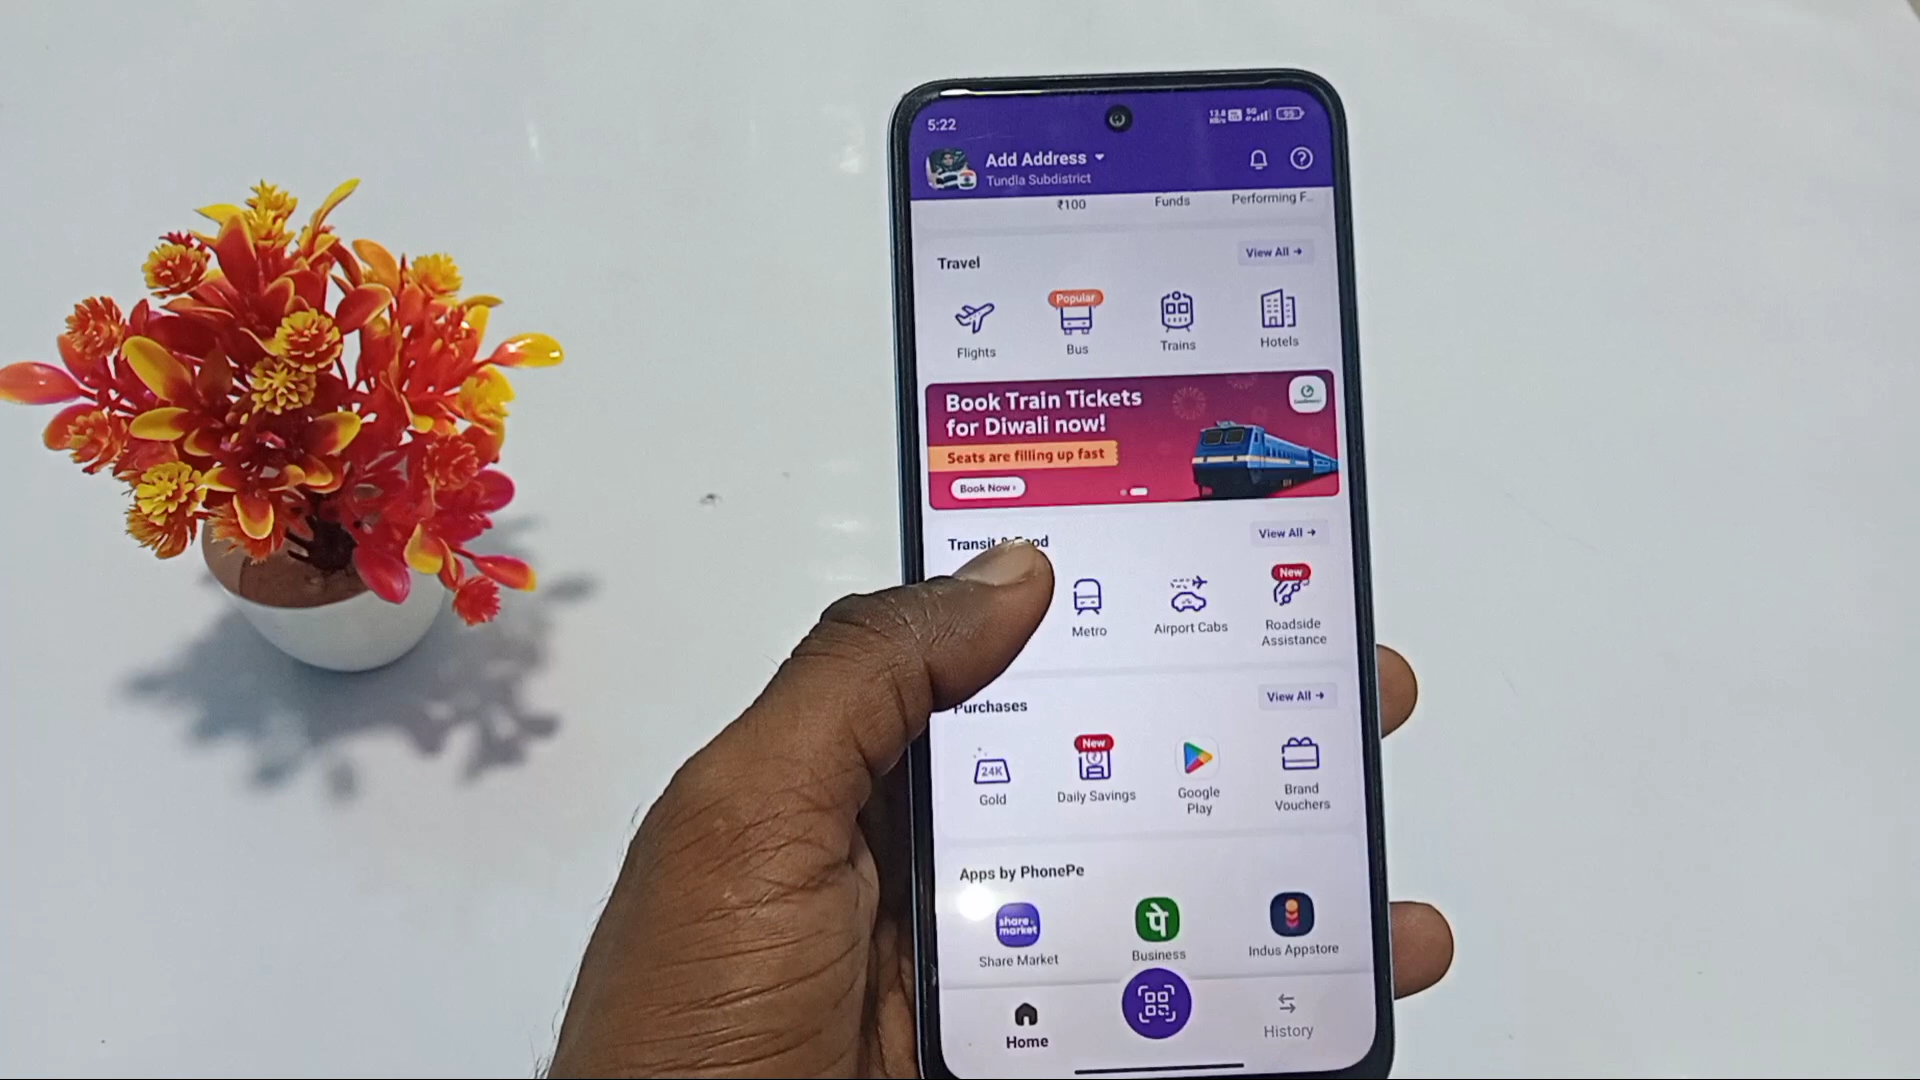 5:22
5G
95
Add Address
Tundla Subdistrict
₹100
Funds
Performing F...
Travel
View All →
Popular
Flights
Bus
Trains
Hotels
Book Train Tickets
for Diwali now!
Seats are filling up fast
Book Now ›
Transit &
View All →
New
Metro
Airport Cabs
Roadside
Assistance
Purchases
View All →
24K
New
Gold
Daily Savings
Google
Play
Brand
Vouchers
Apps by PhonePe
share.
market
पे
Share Market
Business
Indus Appstore
Home
History